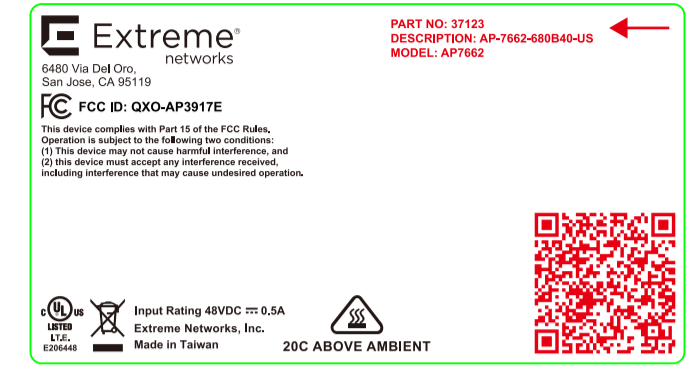 Extreme®
networks
6480 Via Del Oro,
San Jose, CA 95119
FC FCC ID: QXO-AP3917E
This device complies with Part 15 of the FCC Rules.
Operation is subject to the following two conditions:
(1) This device may not cause harmful interference, and
(2) this device must accept any interference received,
including interference that may cause undesired operation.
PART NO: 37123
DESCRIPTION: AP-7662-680B40-US
MODEL: AP7662
C UL US
LISTED
I.T.E.
E206448
Input Rating 48VDC ⎓ 0.5A
Extreme Networks, Inc.
Made in Taiwan
20C ABOVE AMBIENT